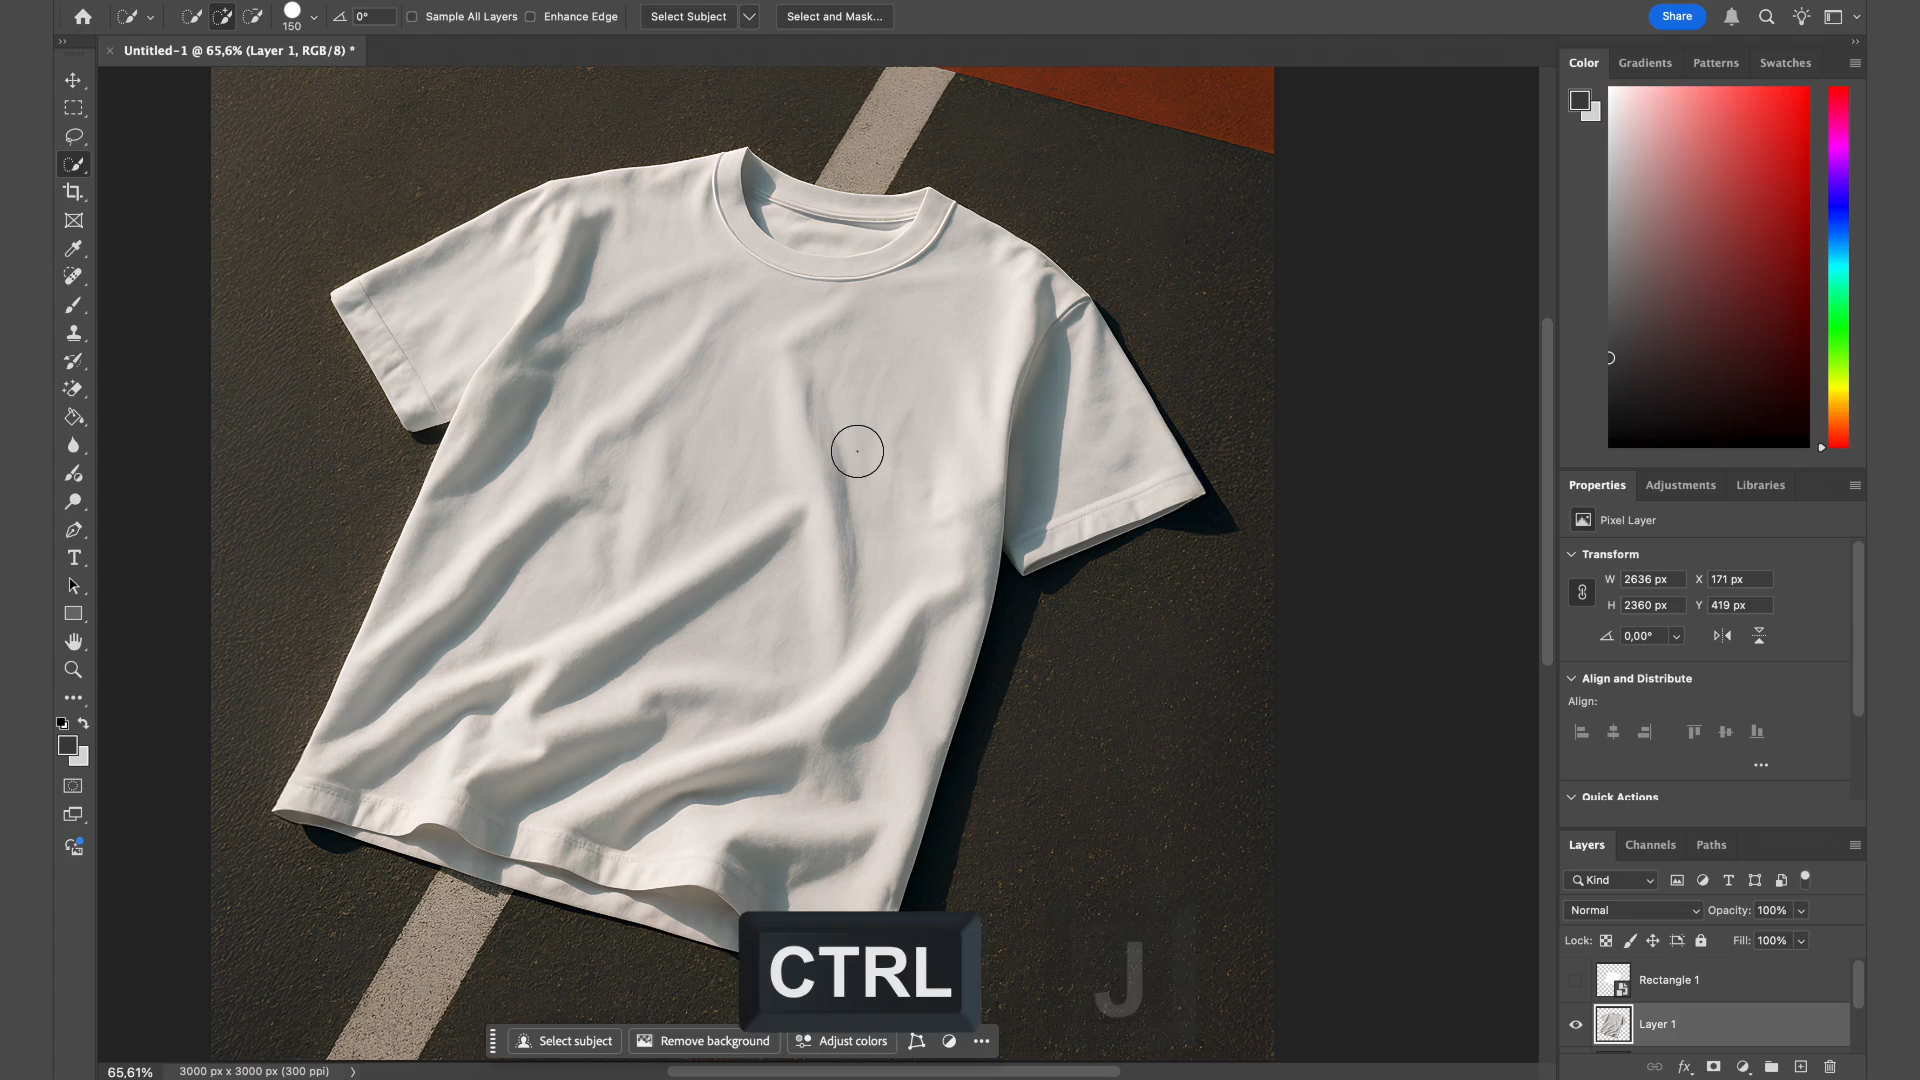 150
0°
Sample All Layers
Enhance Edge
Select Subject
Select and Mask...
Share
Untitled-1 @ 65,6% (Layer 1, RGB/8) *
Color
Gradients
Patterns
Swatches
Properties
Adjustments
Libraries
Pixel Layer
Transform
W 2636 px X 171 px
H 2360 px Y 419 px
0,00°
Align and Distribute
Align:
Quick Actions
Layers
Channels
Paths
Kind
Normal
Opacity: 100%
Lock:
Fill: 100%
Rectangle 1
Layer 1
CTRL
J
Select subject
Remove background
Adjust colors
65,61%
3000 px x 3000 px (300 ppi)